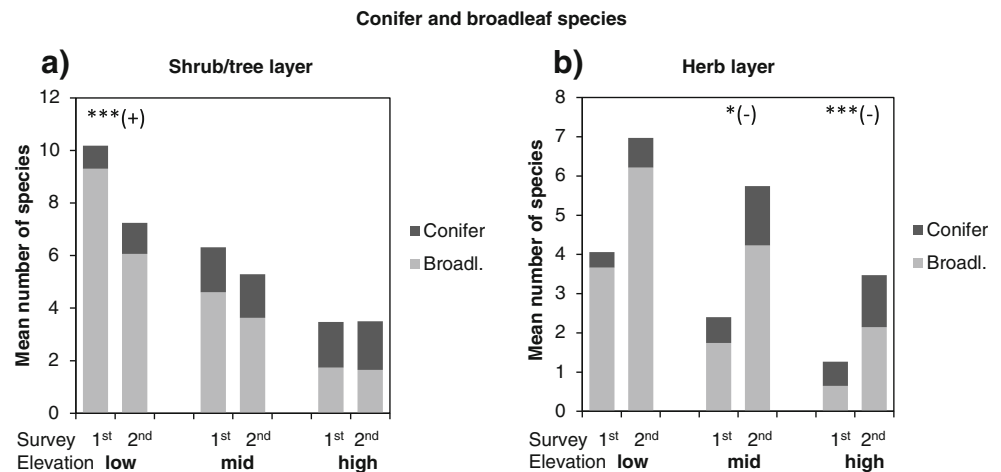 Conifer and broadleaf species
a)
Shrub/tree layer
Mean number of species
12
10
8
6
4
2
0
***(+)
Conifer
Broadl.
Survey 1st 2nd 1st 2nd 1st 2nd
Elevation low mid high
b)
Herb layer
Mean number of species
8
7
6
5
4
3
2
1
0
*(-) ***(-)
Conifer
Broadl.
Survey 1st 2nd 1st 2nd 1st 2nd
Elevation low mid high